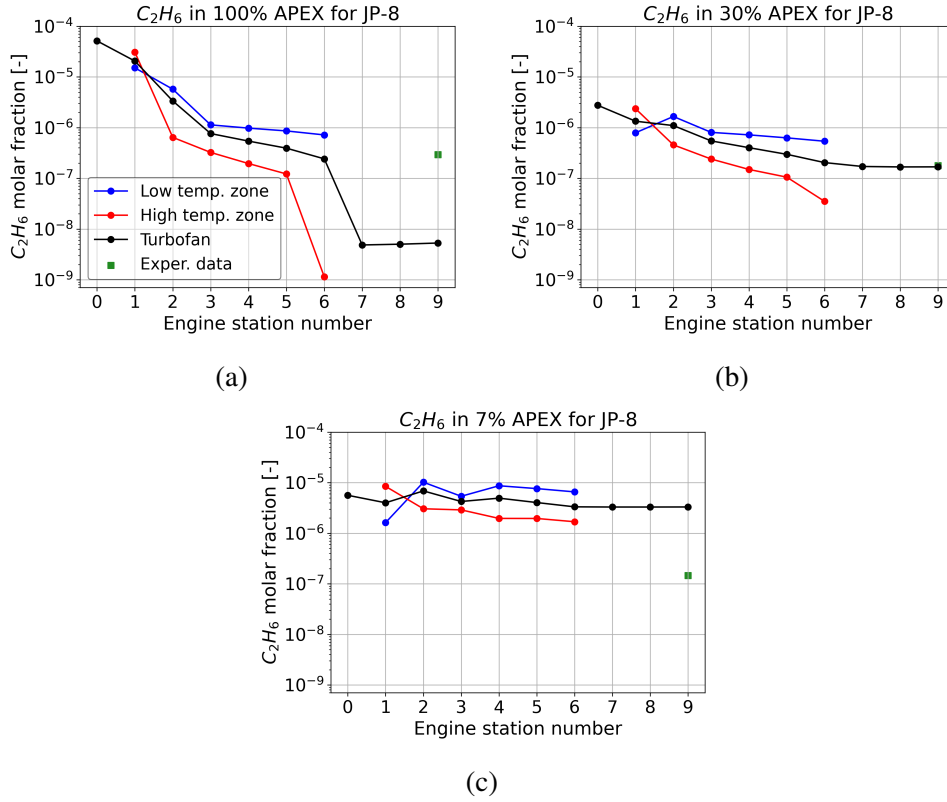 C₂H₆ in 100% APEX for JP-8
C₂H₆ molar fraction [-]
10⁻⁴
10⁻⁵
10⁻⁶
10⁻⁷
10⁻⁸
10⁻⁹
Low temp. zone
High temp. zone
Turbofan
Exper. data
0 1 2 3 4 5 6 7 8 9
Engine station number
(a)
C₂H₆ in 30% APEX for JP-8
C₂H₆ molar fraction [-]
10⁻⁴
10⁻⁵
10⁻⁶
10⁻⁷
10⁻⁸
10⁻⁹
0 1 2 3 4 5 6 7 8 9
Engine station number
(b)
C₂H₆ in 7% APEX for JP-8
C₂H₆ molar fraction [-]
10⁻⁴
10⁻⁵
10⁻⁶
10⁻⁷
10⁻⁸
10⁻⁹
0 1 2 3 4 5 6 7 8 9
Engine station number
(c)